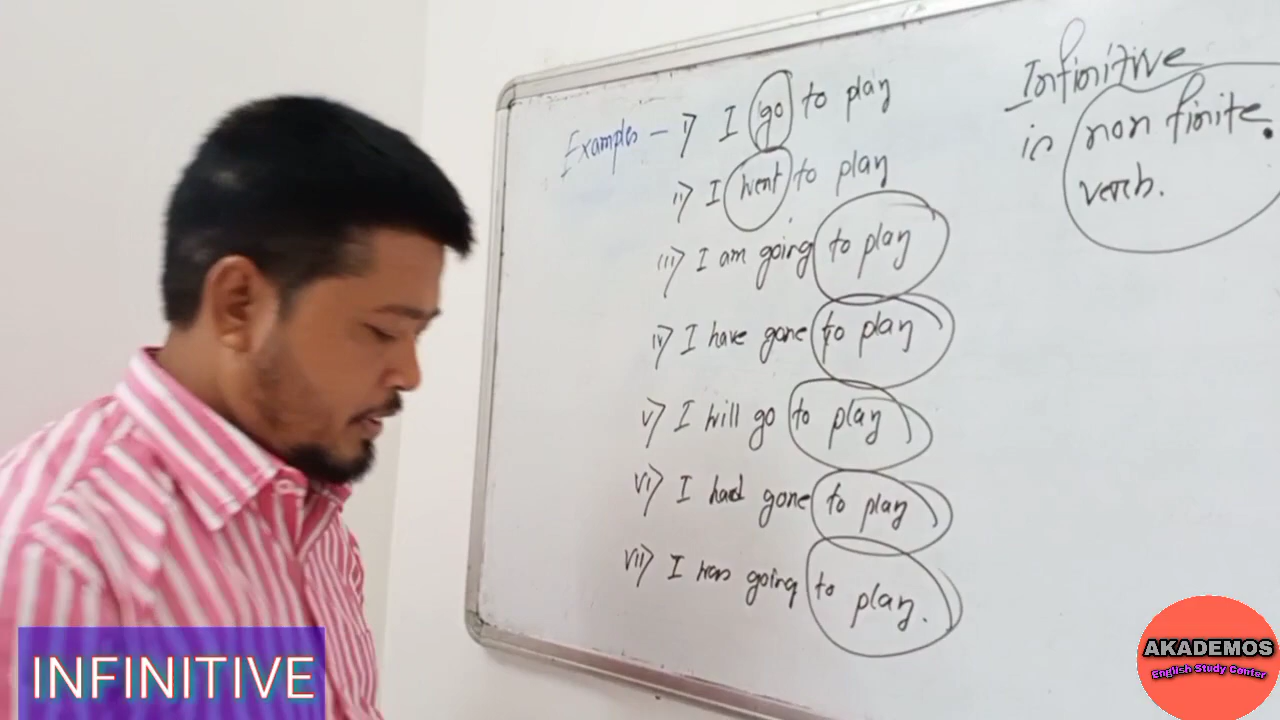 Examples - i) I go to play
ii) I went to play
iii) I am going to play
iv) I have gone to play
v) I will go to play
vi) I had gone to play
vii) I was going to play.
Infinitive
is non finite.
verb.
INFINITIVE
AKADEMOS
English Study Center